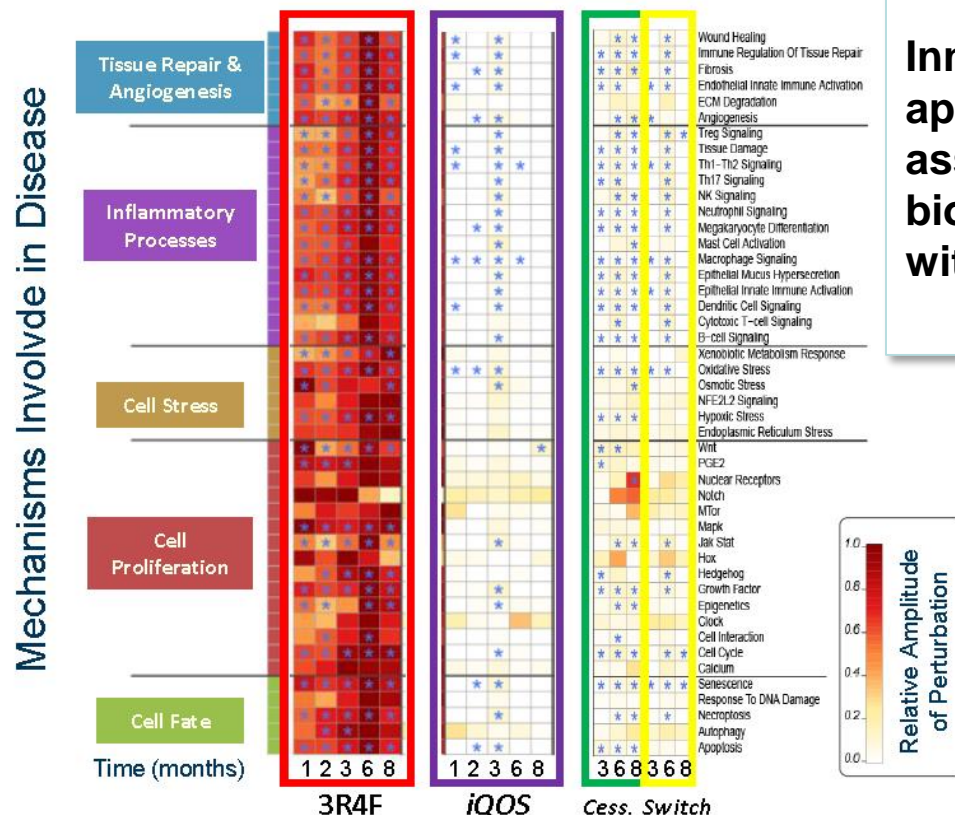 Mechanisms Involvde in Disease
Tissue Repair &
Angiogenesis
Inflammatory
Processes
Cell Stress
Cell
Proliferation
Cell Fate
Time (months)
1 2 3 6 8
3R4F
1 2 3 6 8
iQOS
3 6 8 3 6 8
Cess. Switch
Wound Healing
Immune Regulation Of Tissue Repair
Fibrosis
Endothelial Innate Immune Activation
ECM Degradation
Angiogenesis
Treg Signaling
Tissue Damage
Th1-Th2 Signaling
Th17 Signaling
NK Signaling
Neutrophil Signaling
Megakaryocyte Differentiation
Mast Cell Activation
Macrophage Signaling
Epithelial Mucus Hypersecretion
Epithelial Innate Immune Activation
Dendritic Cell Signaling
Cytotoxic T-cell Signaling
B-cell Signaling
Xenobiotic Metabolism Response
Oxidative Stress
Osmotic Stress
NFE2L2 Signaling
Hypoxic Stress
Endoplasmic Reticulum Stress
Wnt
PGE2
Nuclear Receptors
Notch
MTor
Mapk
Jak Stat
Hox
Hedgehog
Growth Factor
Epigenetics
Clock
Cell Interaction
Cell Cycle
Calcium
Senescence
Response To DNA Damage
Necroptosis
Autophagy
Apoptosis
1.0
0.8
0.6
0.4
0.2
0.0
Relative Amplitude
of Perturbation